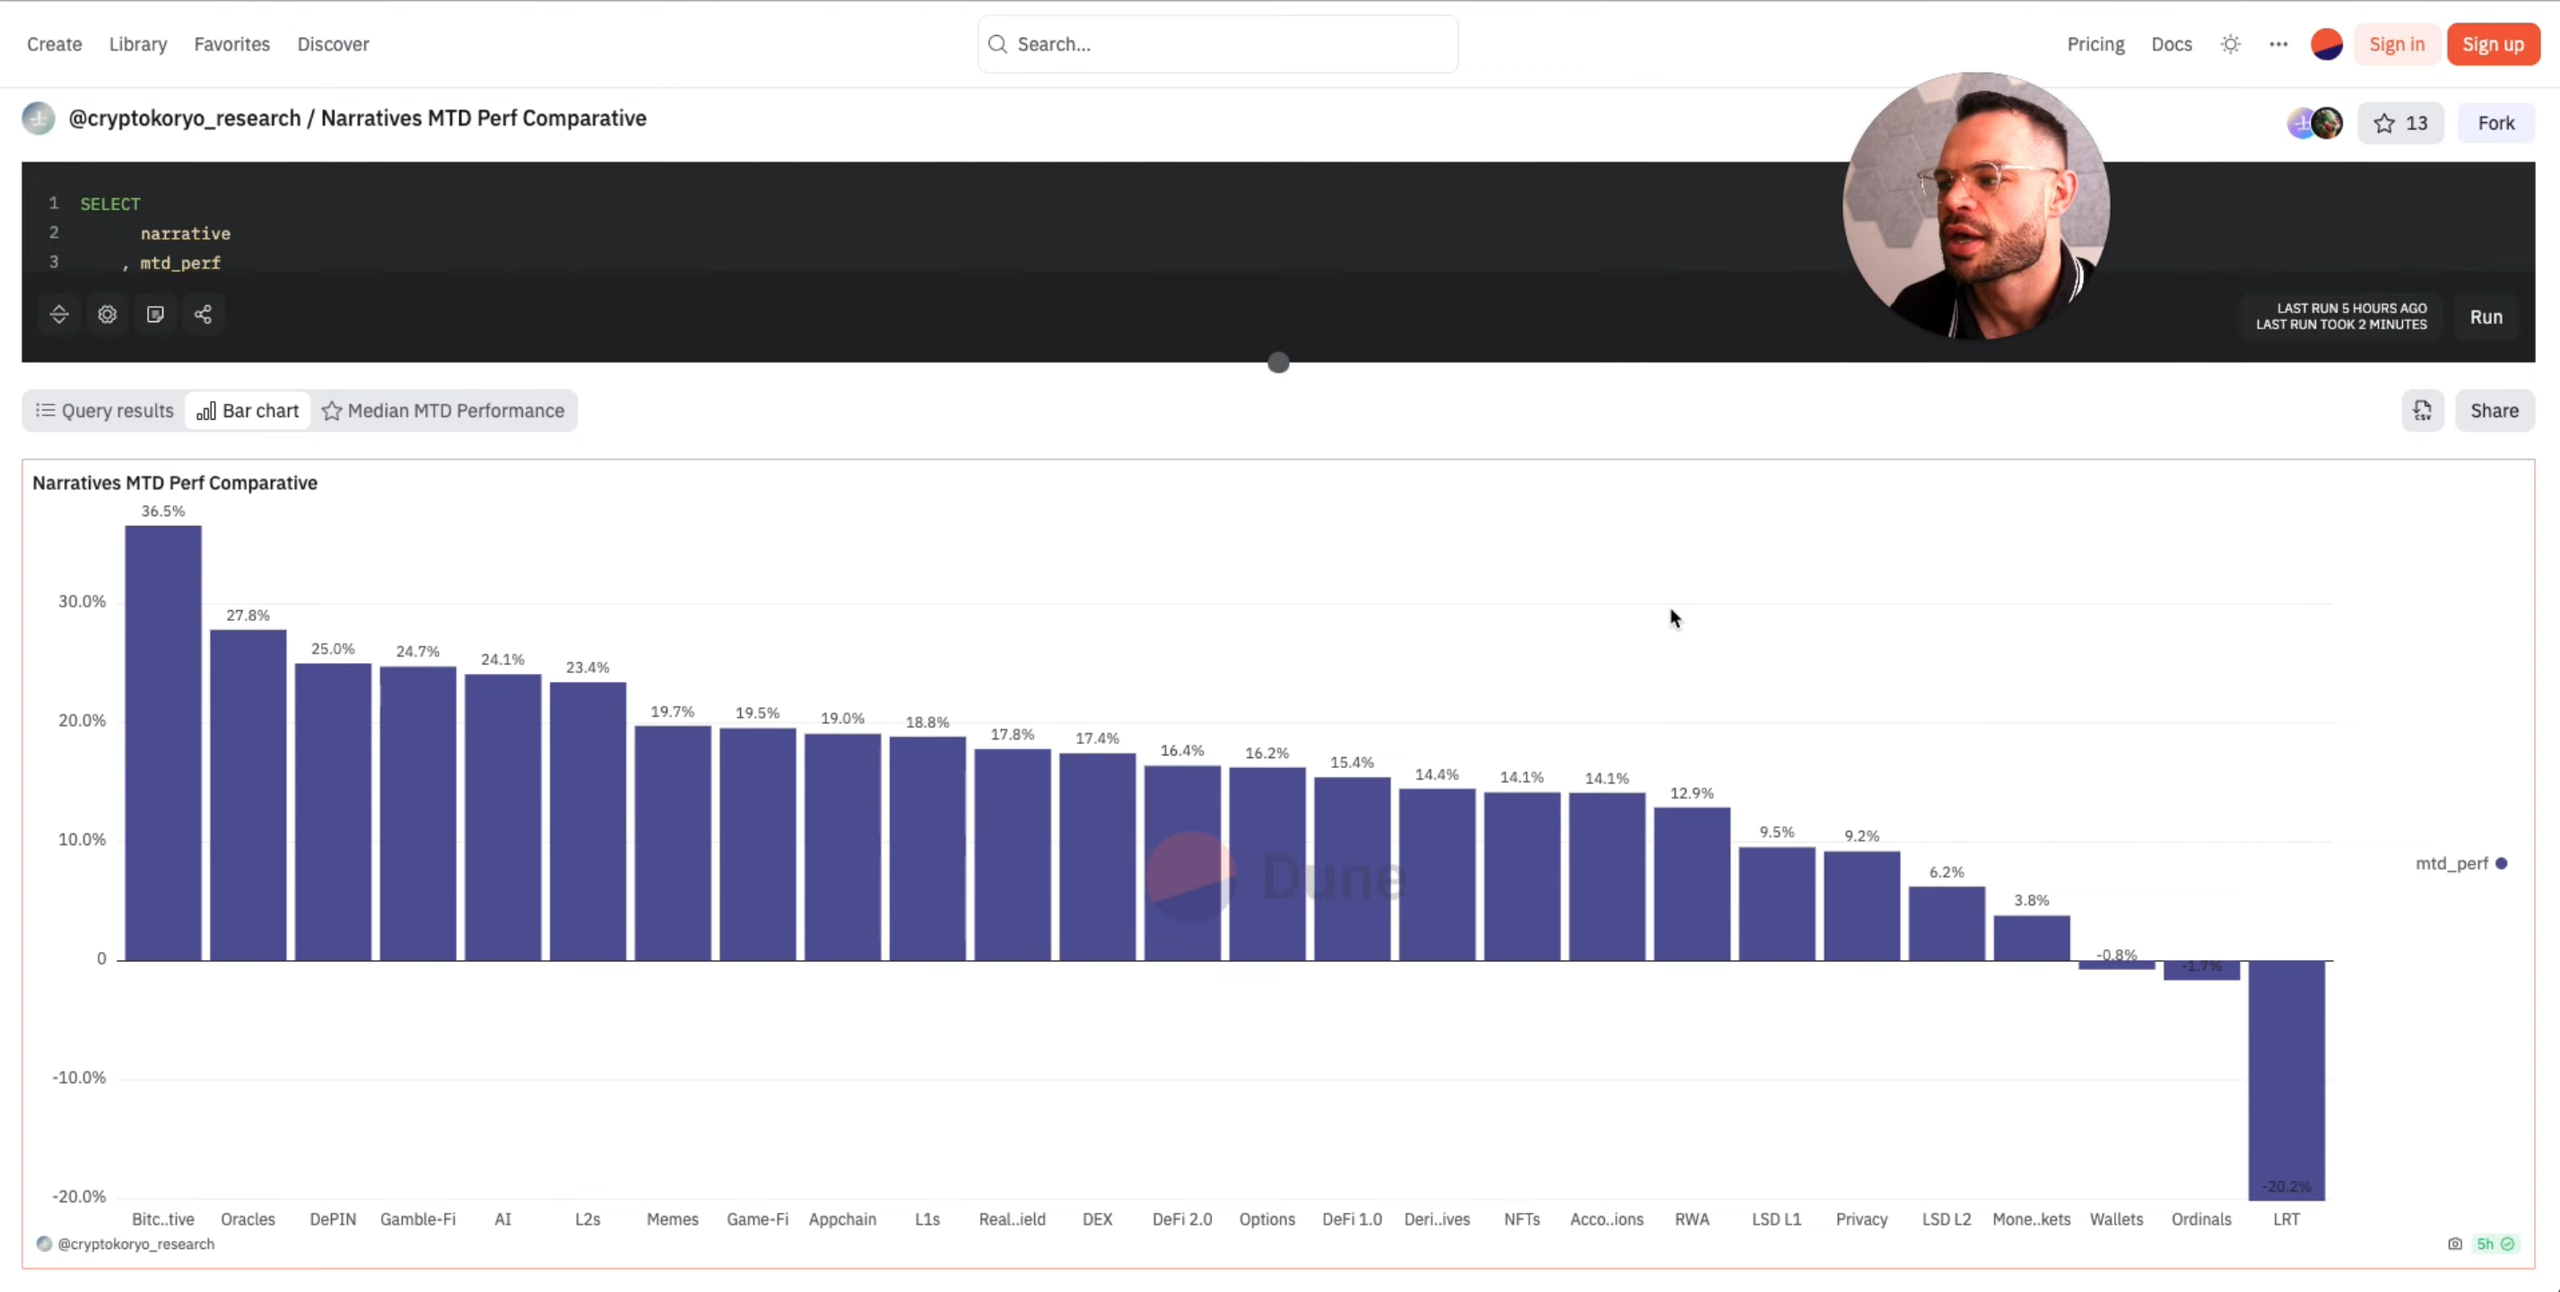 Create Library Favorites Discover Search... Pricing Docs Sign in Sign up
@cryptokoryo_research / Narratives MTD Perf Comparative 13 Fork
1 SELECT
2 narrative
3 , mtd_perf
LAST RUN 5 HOURS AGO
LAST RUN TOOK 2 MINUTES
Run
Query results Bar chart Median MTD Performance CSV Share
Narratives MTD Perf Comparative
36.5% 27.8% 25.0% 24.7% 24.1% 23.4% 19.7% 19.5% 19.0% 18.8% 17.8% 17.4% 16.4% 16.2% 15.4% 14.4% 14.1% 14.1% 12.9% 9.5% 9.2% 6.2% 3.8% -0.8% -1.7% -20.2%
30.0%
20.0%
10.0%
0
-10.0%
-20.0%
Dune
mtd_perf
Bitc..tive Oracles DePIN Gamble-Fi AI L2s Memes Game-Fi Appchain L1s Real..ield DEX DeFi 2.0 Options DeFi 1.0 Deri..ives NFTs Acco..ions RWA LSD L1 Privacy LSD L2 Mone..kets Wallets Ordinals LRT
@cryptokoryo_research 5h